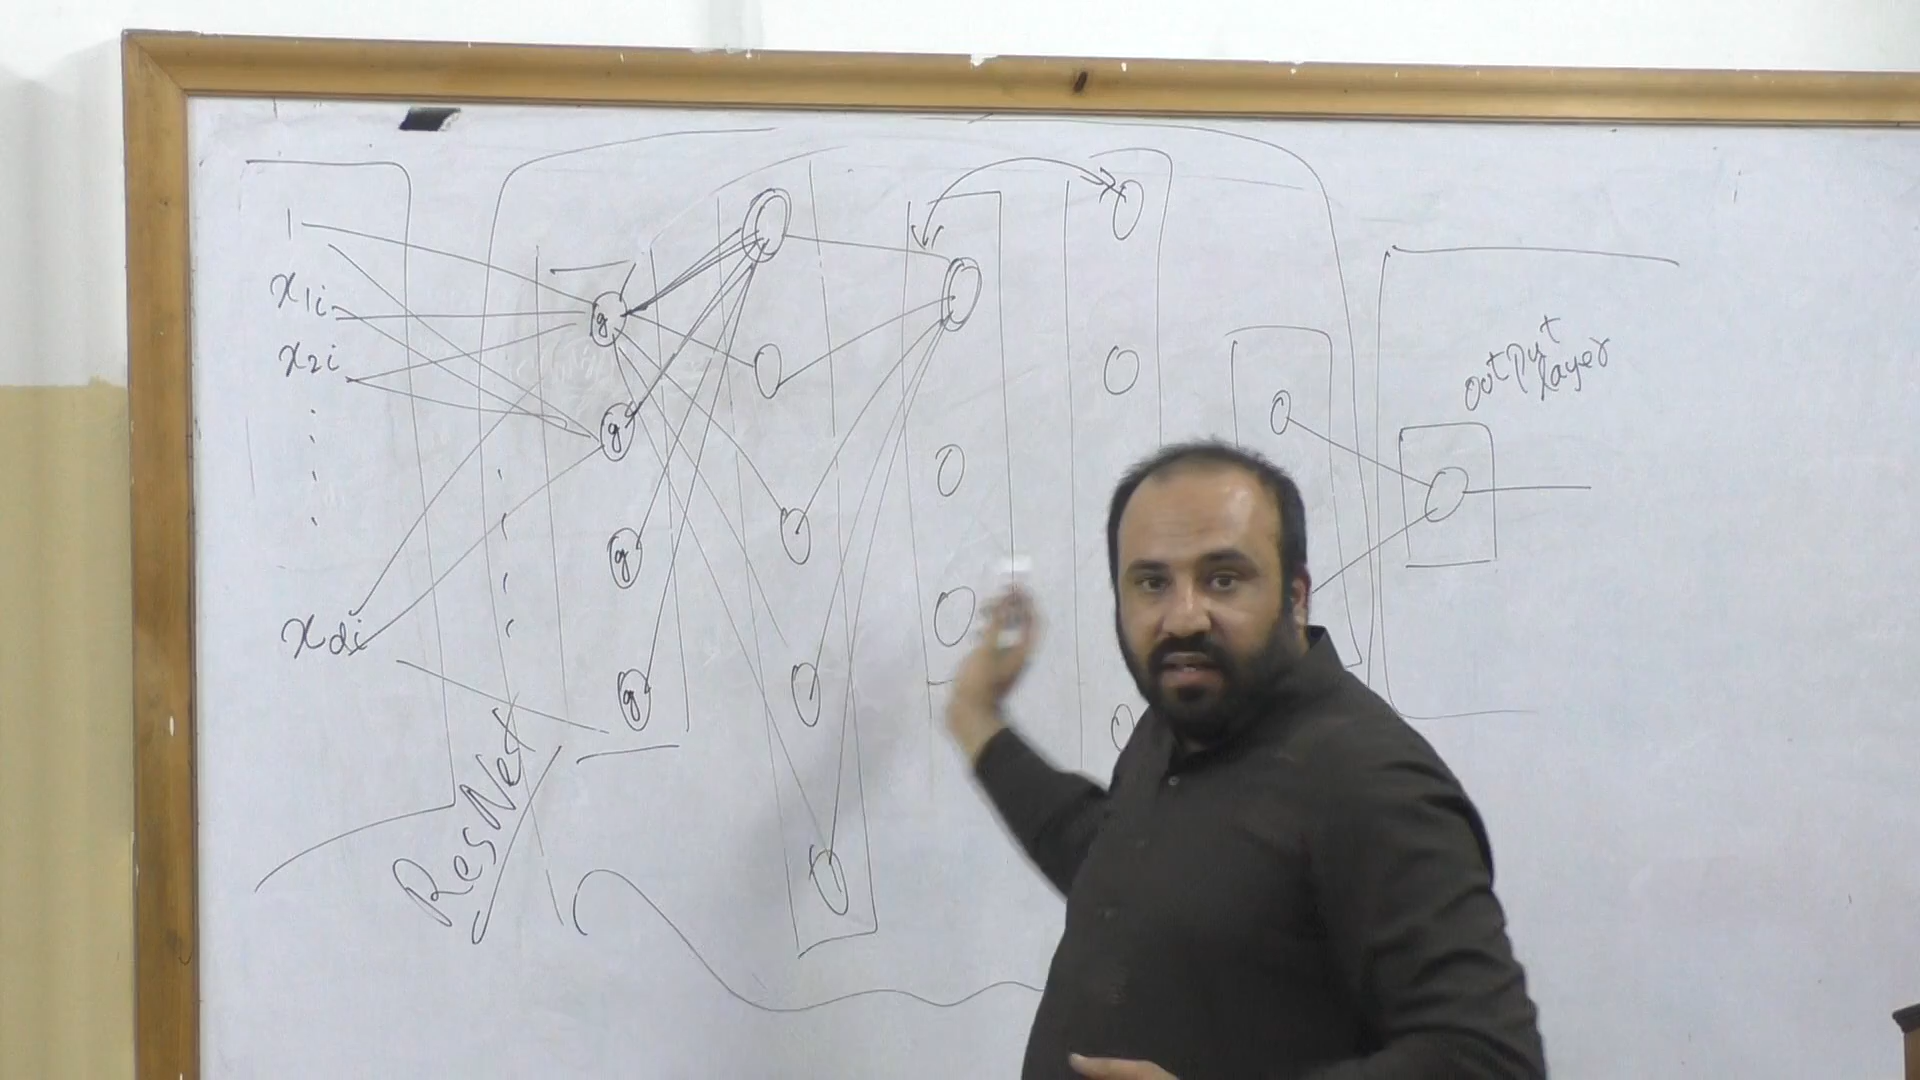 1
x1i
x2i
xdi
g
g
g
g
ResNet
output
layer